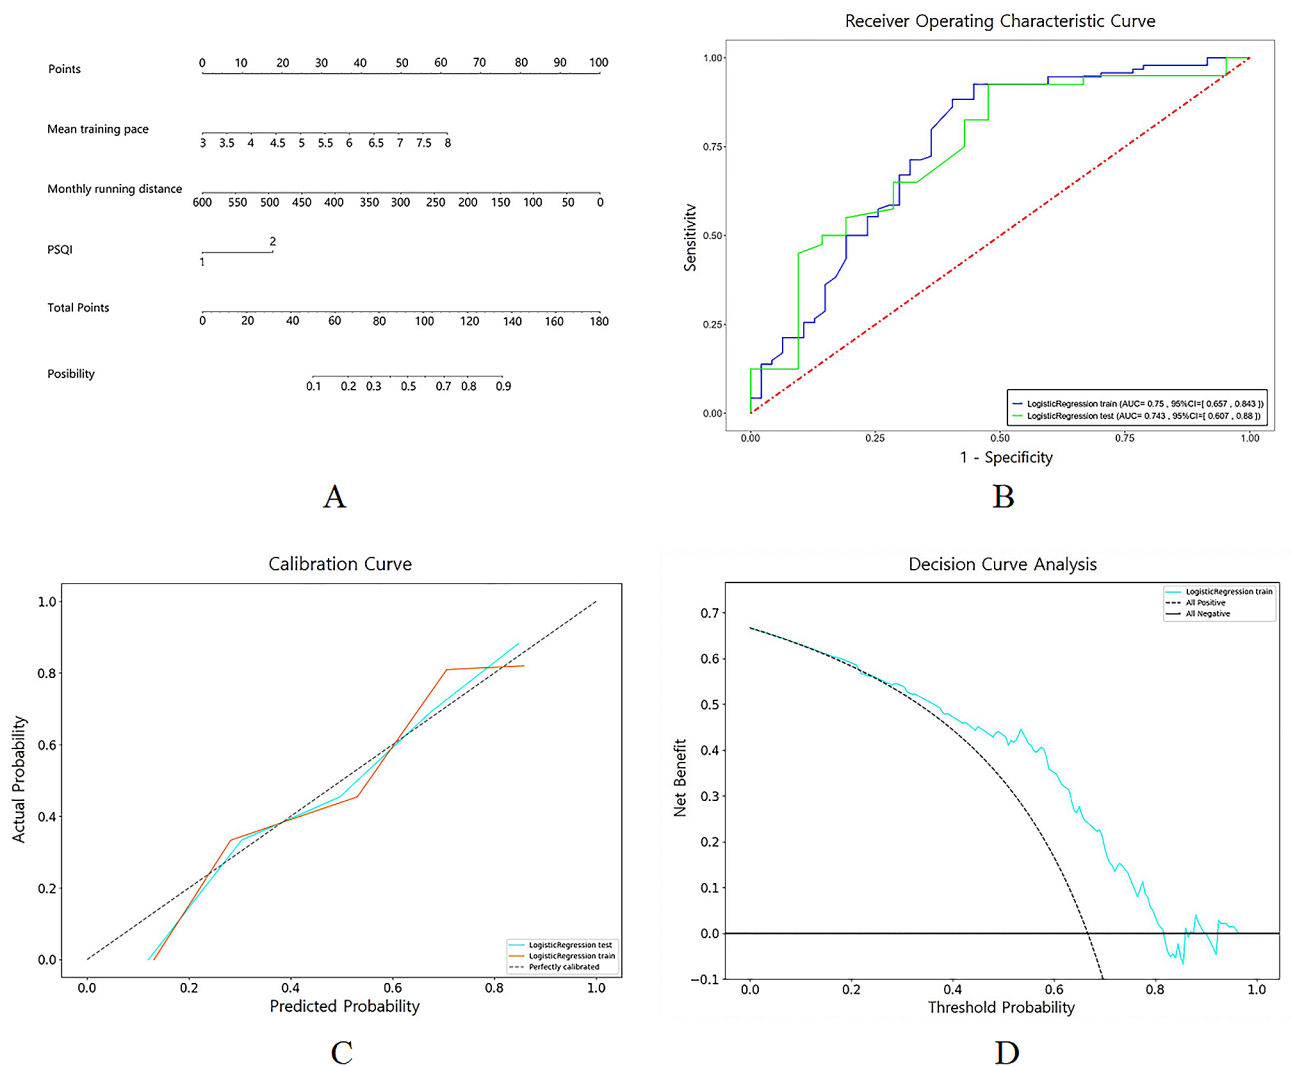 Points
0 10 20 30 40 50 60 70 80 90 100
Mean training pace
3 3.5 4 4.5 5 5.5 6 6.5 7 7.5 8
Monthly running distance
600 550 500 450 400 350 300 250 200 150 100 50 0
PSQI
2
1
Total Points
0 20 40 60 80 100 120 140 160 180
Posibility
0.1 0.2 0.3 0.5 0.7 0.8 0.9
A
Receiver Operating Characteristic Curve
Sensitivity
1.00
0.75
0.50
0.25
0.00
LogisticRegression train (AUC= 0.75 , 95%CI=[ 0.657 , 0.843 ])
LogisticRegression test (AUC= 0.743 , 95%CI=[ 0.607 , 0.88 ])
0.00 0.25 0.50 0.75 1.00
1 - Specificity
B
Calibration Curve
Actual Probability
1.0
0.8
0.6
0.4
0.2
0.0
LogisticRegression test
LogisticRegression train
Perfectly calibrated
0.0 0.2 0.4 0.6 0.8 1.0
Predicted Probability
C
Decision Curve Analysis
Net Benefit
LogisticRegression train
All Positive
All Negative
0.7
0.6
0.5
0.4
0.3
0.2
0.1
0.0
−0.1
0.0 0.2 0.4 0.6 0.8 1.0
Threshold Probability
D